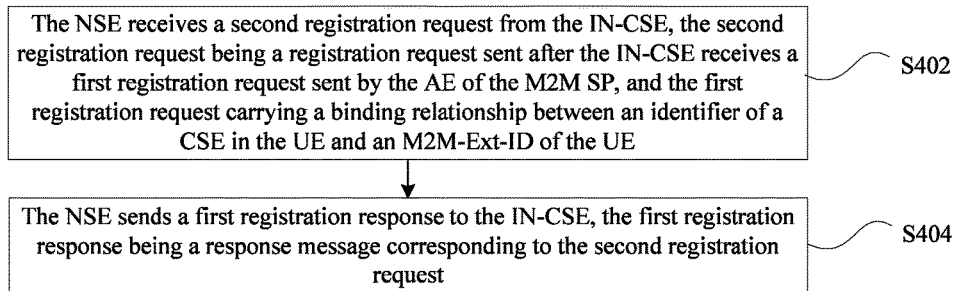 The NSE receives a second registration request from the IN-CSE, the second
registration request being a registration request sent after the IN-CSE receives a
first registration request sent by the AE of the M2M SP, and the first
registration request carrying a binding relationship between an identifier of a
CSE in the UE and an M2M-Ext-ID of the UE
S402
The NSE sends a first registration response to the IN-CSE, the first registration
response being a response message corresponding to the second registration
request
S404